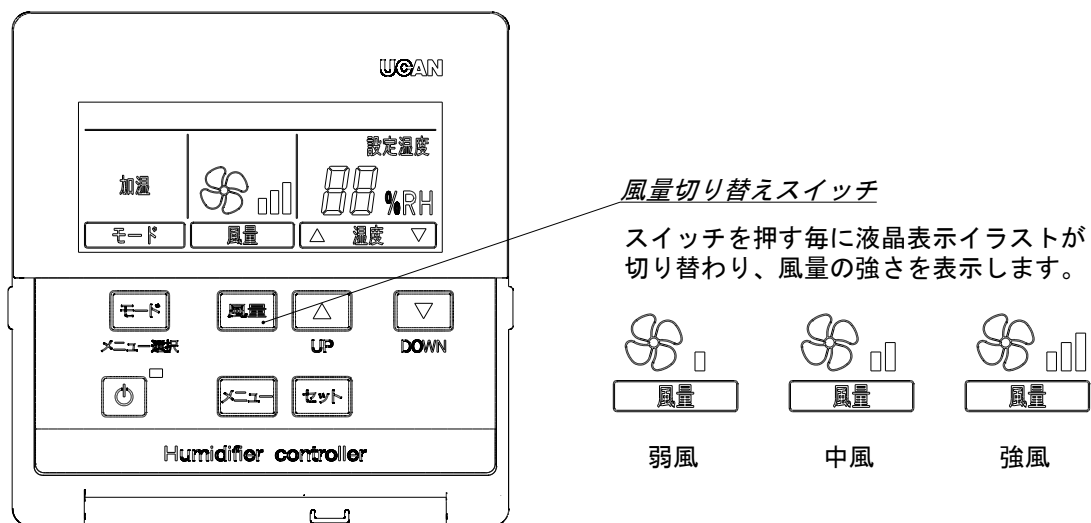 UCAN
設定湿度
加湿
88 %RH
モード 風量 △ 湿度 ▽
風量切り替えスイッチ
スイッチを押す毎に液晶表示イラストが
切り替わり、風量の強さを表示します。
モード 風量 △ ▽
メニュー選択 UP DOWN
メニュー セット
風量 風量 風量
弱風 中風 強風
Humidifier controller